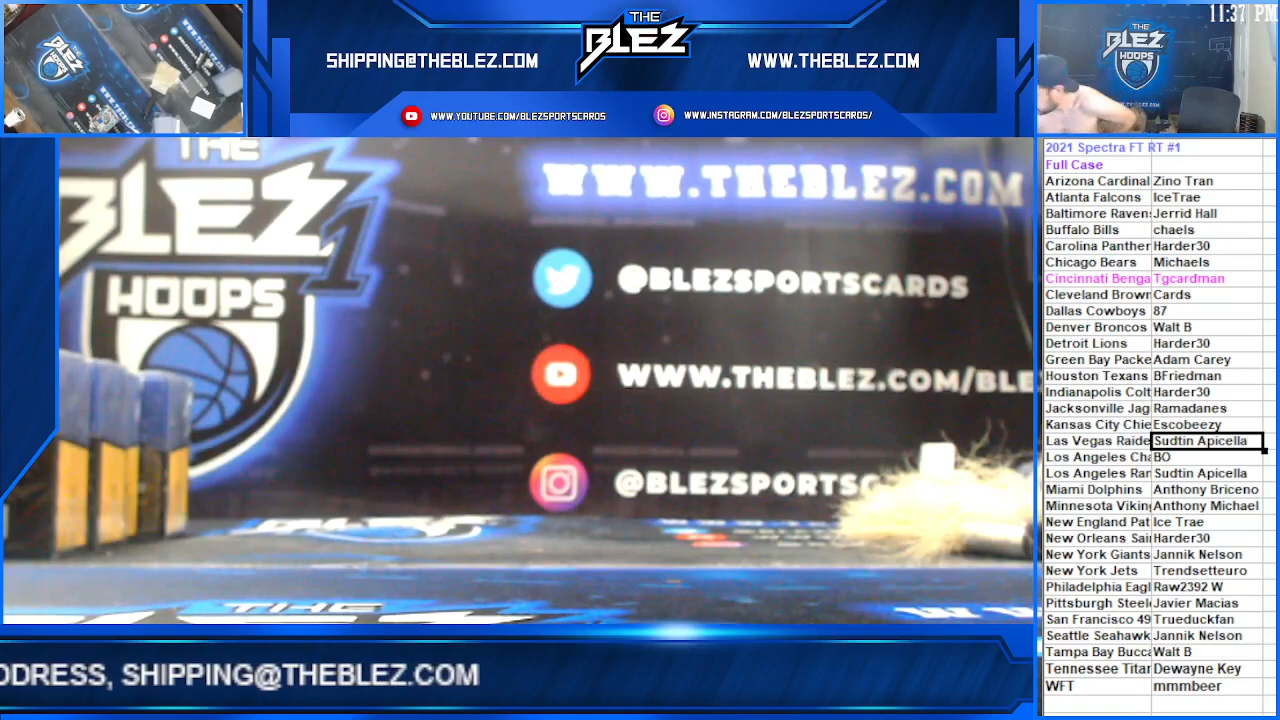 THE
BLEZ
SHIPPING@THEBLEZ.COM
WWW.THEBLEZ.COM
WWW.YOUTUBE.COM/BLEZSPORTSCARDS
WWW.INSTAGRAM.COM/BLEZSPORTSCARDS/
11:37 PM
THE
BLEZ
HOOPS
THE
BLEZ
HOOPS
1
WWW.THEBLEZ.COM
@BLEZSPORTSCARDS
WWW.THEBLEZ.COM/BLE
@BLEZSPORTSC
2021 Spectra FT RT #1
Full Case
Arizona Cardinal Zino Tran
Atlanta Falcons IceTrae
Baltimore Ravens Jerrid Hall
Buffalo Bills chaels
Carolina Panther Harder30
Chicago Bears Michaels
Cincinnati Benga Tgcardman
Cleveland Brown Cards
Dallas Cowboys 87
Denver Broncos Walt B
Detroit Lions Harder30
Green Bay Packe Adam Carey
Houston Texans BFriedman
Indianapolis Colt Harder30
Jacksonville Jag Ramadanes
Kansas City Chie Escobeezy
Las Vegas Raide Sudtin Apicella
Los Angeles Cha BO
Los Angeles Ran Sudtin Apicella
Miami Dolphins Anthony Briceno
Minnesota Viking Anthony Michael
New England Pat Ice Trae
New Orleans Sai Harder30
New York Giants Jannik Nelson
New York Jets Trendsetteuro
Philadelphia Eagl Raw2392 W
Pittsburgh Steele Javier Macias
San Francisco 49 Trueduckfan
Seattle Seahawk Jannik Nelson
Tampa Bay Bucca Walt B
Tennessee Titan Dewayne Key
WFT mmmbeer
DDRESS, SHIPPING@THEBLEZ.COM